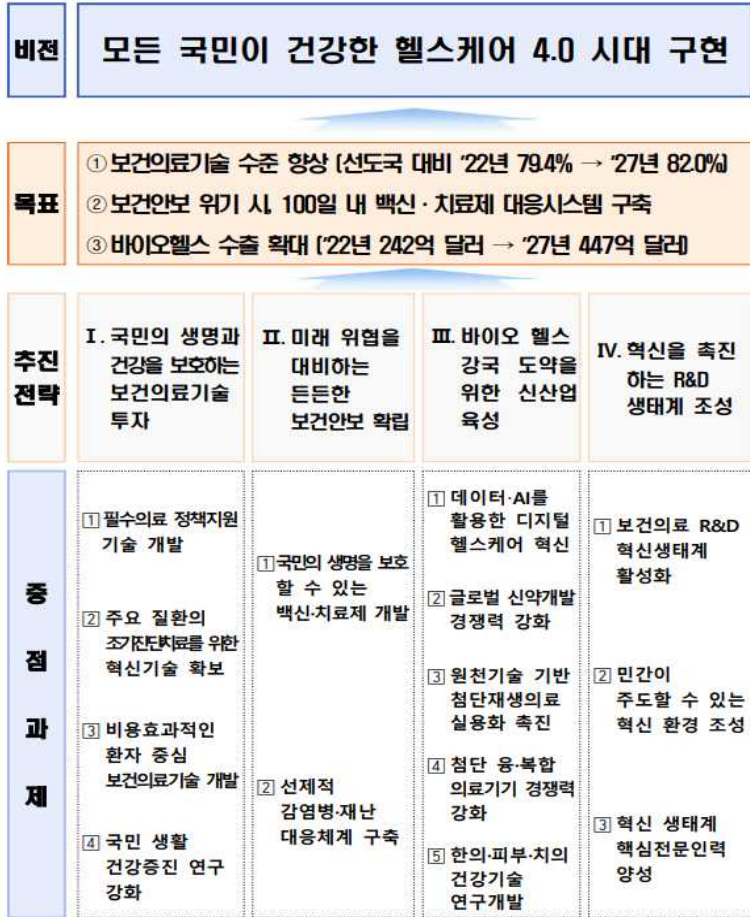 비전
모든 국민이 건강한 헬스케어 4.0 시대 구현
목표
① 보건의료기술 수준 향상 (선도국 대비 '22년 79.4% → '27년 82.0%)
② 보건안보 위기 시, 100일 내 백신·치료제 대응시스템 구축
③ 바이오헬스 수출 확대 ('22년 242억 달러 → '27년 447억 달러)
추진
전략
Ⅰ. 국민의 생명과
건강을 보호하는
보건의료기술
투자
Ⅱ. 미래 위협을
대비하는
든든한
보건안보 확립
Ⅲ. 바이오 헬스
강국 도약을
위한 신산업
육성
Ⅳ. 혁신을 촉진
하는 R&D
생태계 조성
중
점
과
제
1 필수의료 정책지원
기술 개발
2 주요 질환의
조기진단치료를 위한
혁신기술 확보
3 비용효과적인
환자 중심
보건의료기술 개발
4 국민 생활
건강증진 연구
강화
1 국민의 생명을 보호
할 수 있는
백신·치료제 개발
2 선제적
감염병·재난
대응체계 구축
1 데이터·AI를
활용한 디지털
헬스케어 혁신
2 글로벌 신약개발
경쟁력 강화
3 원천기술 기반
첨단재생의료
실용화 촉진
4 첨단 융·복합
의료기기 경쟁력
강화
5 한의·피부·치의
건강기술
연구개발
1 보건의료 R&D
혁신생태계
활성화
2 민간이
주도할 수 있는
혁신 환경 조성
3 혁신 생태계
핵심전문인력
양성